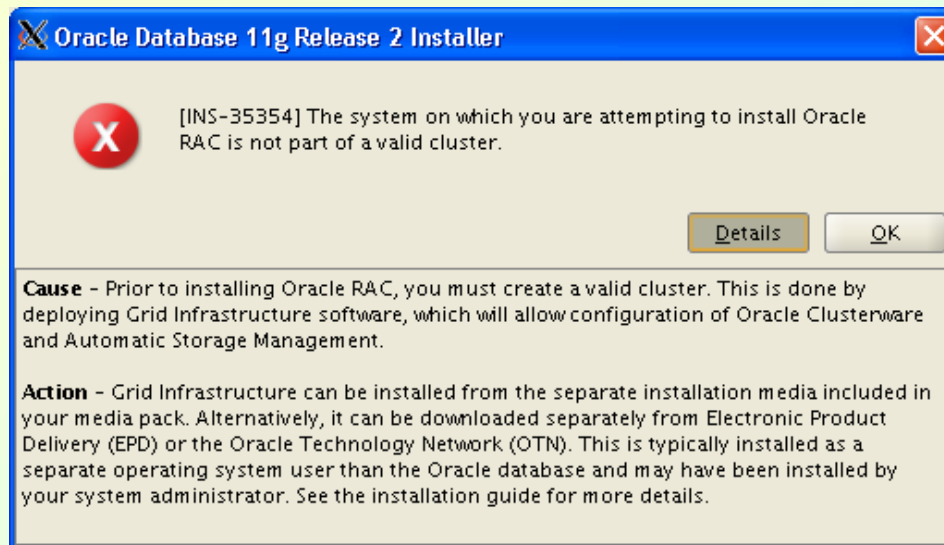 Oracle Database 11g Release 2 Installer
[INS-35354] The system on which you are attempting to install Oracle
RAC is not part of a valid cluster.
Details
OK
Cause - Prior to installing Oracle RAC, you must create a valid cluster. This is done by
deploying Grid Infrastructure software, which will allow configuration of Oracle Clusterware
and Automatic Storage Management.
Action - Grid Infrastructure can be installed from the separate installation media included in
your media pack. Alternatively, it can be downloaded separately from Electronic Product
Delivery (EPD) or the Oracle Technology Network (OTN). This is typically installed as a
separate operating system user than the Oracle database and may have been installed by
your system administrator. See the installation guide for more details.